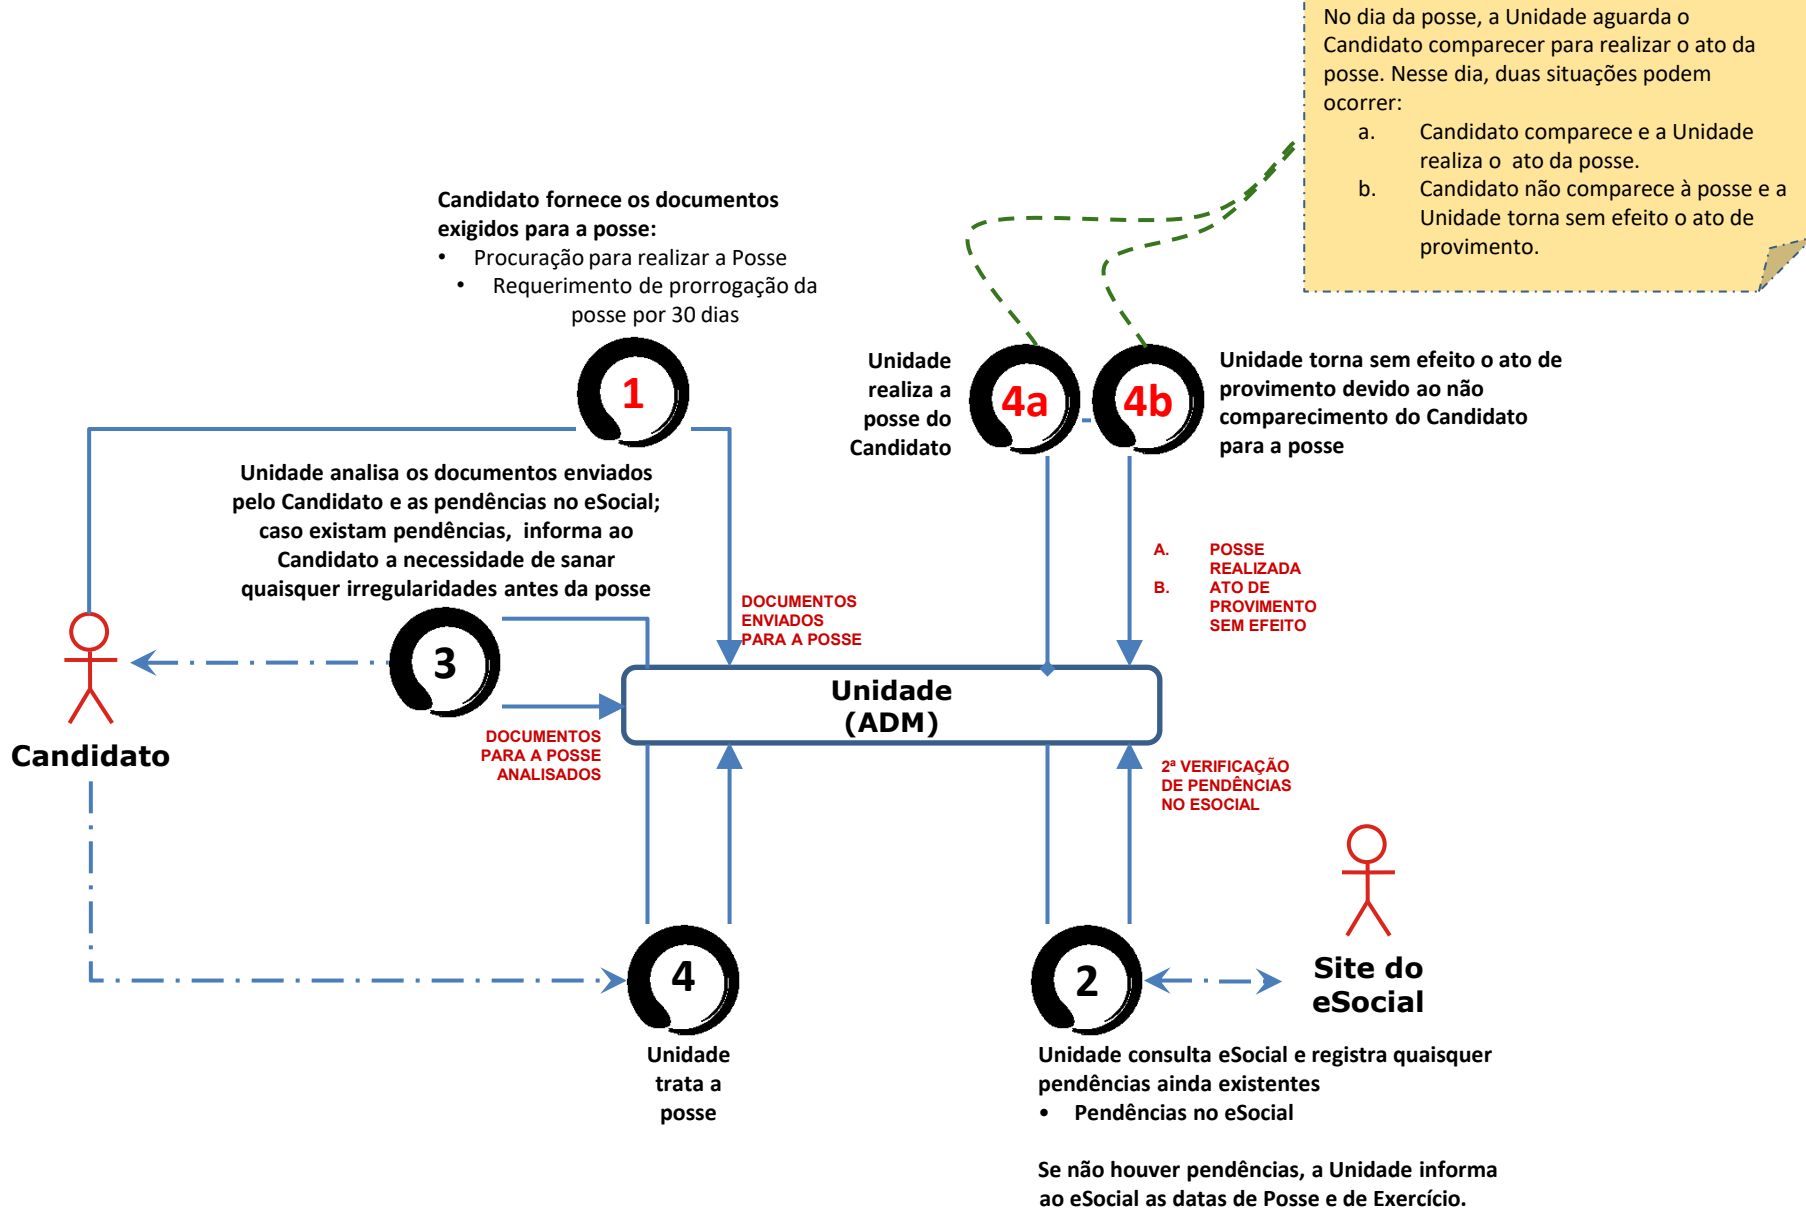 No dia da posse, a Unidade aguarda o
Candidato comparecer para realizar o ato da
posse. Nesse dia, duas situações podem
ocorrer:
a. Candidato comparece e a Unidade
realiza o ato da posse.
b. Candidato não comparece à posse e a
Unidade torna sem efeito o ato de
provimento.
Candidato fornece os documentos
exigidos para a posse:
• Procuração para realizar a Posse
• Requerimento de prorrogação da
posse por 30 dias
1
Unidade
realiza a
posse do
Candidato
4a
4b
Unidade torna sem efeito o ato de
provimento devido ao não
comparecimento do Candidato
para a posse
Unidade analisa os documentos enviados
pelo Candidato e as pendências no eSocial;
caso existam pendências, informa ao
Candidato a necessidade de sanar
quaisquer irregularidades antes da posse
A. POSSE
REALIZADA
B. ATO DE
PROVIMENTO
SEM EFEITO
DOCUMENTOS
ENVIADOS
PARA A POSSE
3
Unidade
(ADM)
Candidato
DOCUMENTOS
PARA A POSSE
ANALISADOS
2ª VERIFICAÇÃO
DE PENDÊNCIAS
NO ESOCIAL
4
2
Site do
eSocial
Unidade
trata a
posse
Unidade consulta eSocial e registra quaisquer
pendências ainda existentes
• Pendências no eSocial
Se não houver pendências, a Unidade informa
ao eSocial as datas de Posse e de Exercício.